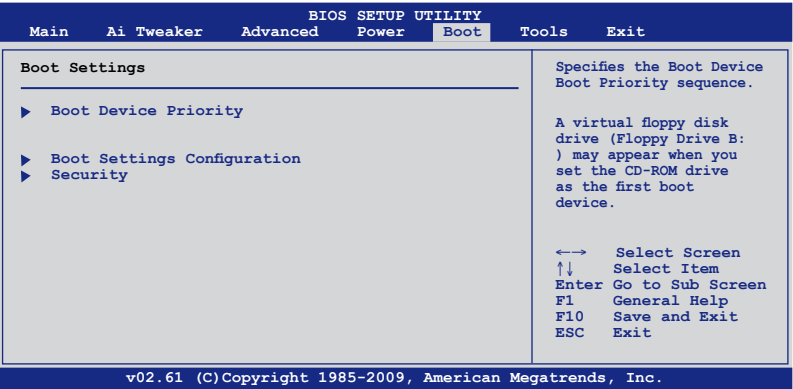 BIOS SETUP UTILITY
Main Ai Tweaker Advanced Power Boot Tools Exit
Boot Settings
Boot Device Priority
Boot Settings Configuration
Security
Specifies the Boot Device
Boot Priority sequence.
A virtual floppy disk
drive (Floppy Drive B:
) may appear when you
set the CD-ROM drive
as the first boot
device.
←→ Select Screen
↑↓ Select Item
Enter Go to Sub Screen
F1 General Help
F10 Save and Exit
ESC Exit
v02.61 (C)Copyright 1985-2009, American Megatrends, Inc.